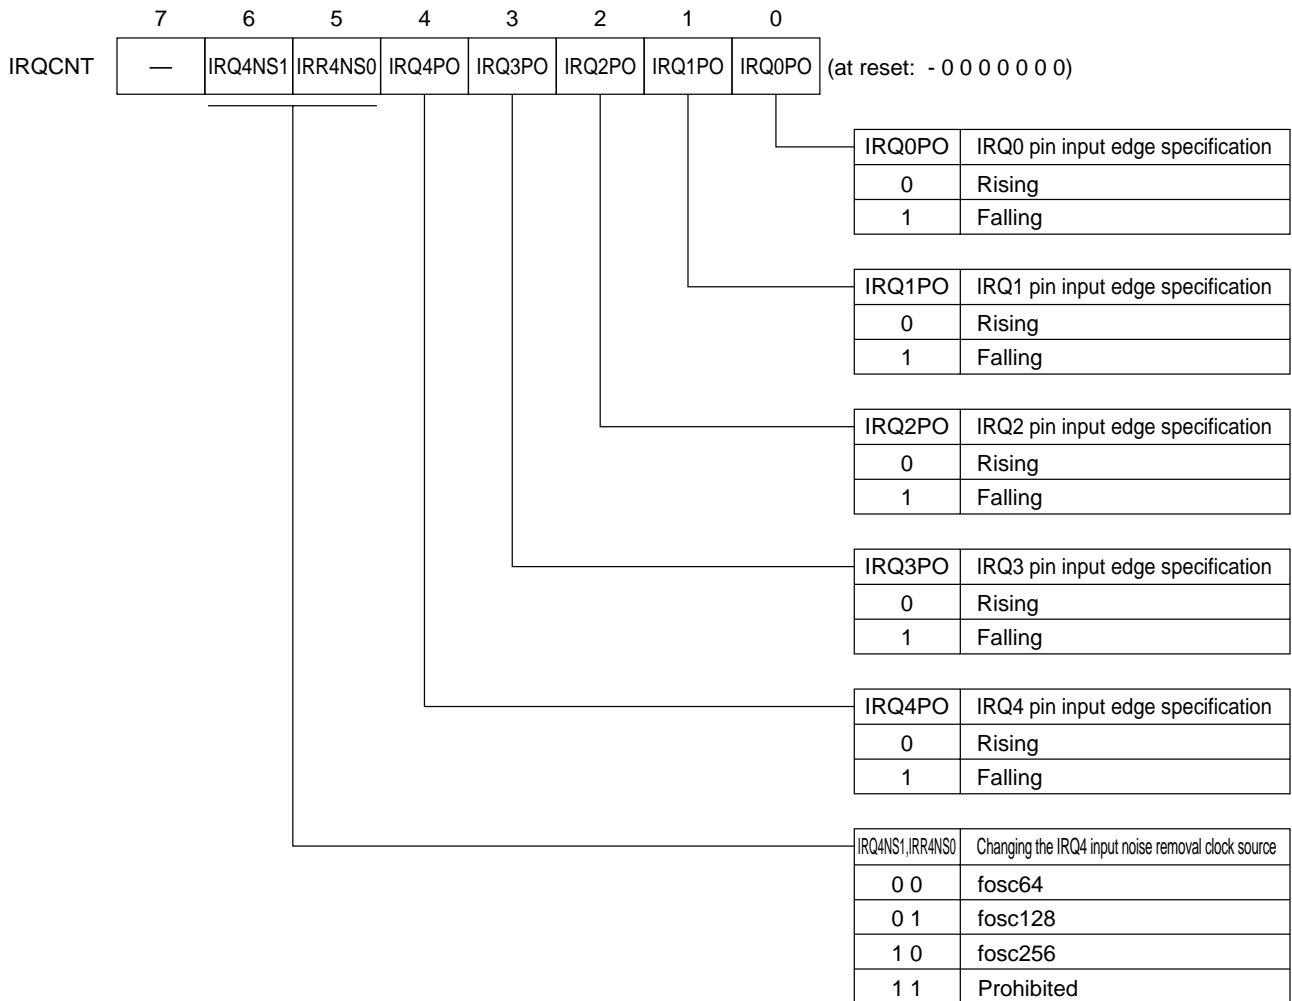 7 6 5 4 3 2 1 0
IRQCNT — IRQ4NS1 IRR4NS0 IRQ4PO IRQ3PO IRQ2PO IRQ1PO IRQ0PO (at reset: - 0 0 0 0 0 0 0)
IRQ0PO IRQ0 pin input edge specification
0 Rising
1 Falling
IRQ1PO IRQ1 pin input edge specification
0 Rising
1 Falling
IRQ2PO IRQ2 pin input edge specification
0 Rising
1 Falling
IRQ3PO IRQ3 pin input edge specification
0 Rising
1 Falling
IRQ4PO IRQ4 pin input edge specification
0 Rising
1 Falling
IRQ4NS1,IRR4NS0 Changing the IRQ4 input noise removal clock source
0 0 fosc64
0 1 fosc128
1 0 fosc256
1 1 Prohibited